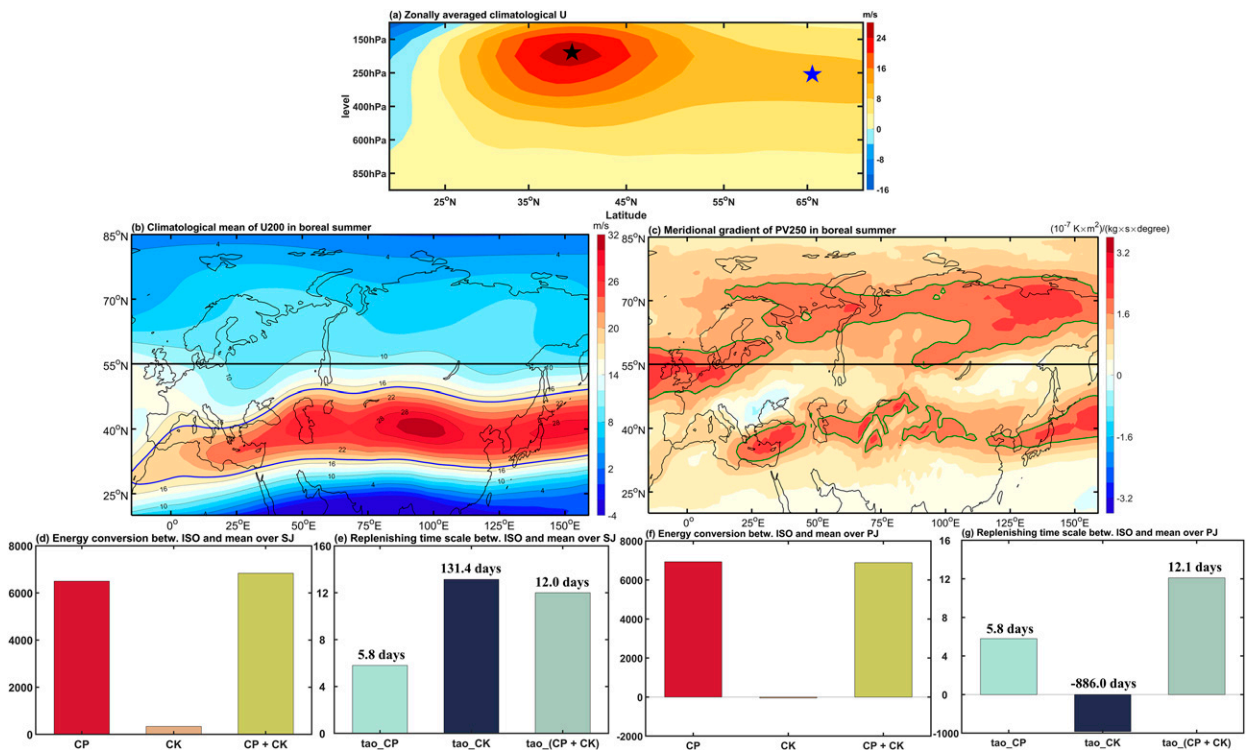 (a) Zonally averaged climatological U
m/s
150hPa
250hPa
400hPa
600hPa
850hPa
level
25°N
35°N
45°N
55°N
65°N
Latitude
24
16
8
0
-8
-16
(b) Climatological mean of U200 in boreal summer
m/s
85°N
70°N
55°N
40°N
25°N
0°
25°E
50°E
75°E
100°E
125°E
150°E
32
26
20
14
8
2
-4
(c) Meridional gradient of PV250 in boreal summer
(10⁻⁷ K×m²)/(kg×s×degree)
85°N
70°N
55°N
40°N
25°N
0°
25°E
50°E
75°E
100°E
125°E
150°E
3.2
1.6
0
-1.6
-3.2
(d) Energy conversion betw. ISO and mean over SJ
8000
6000
4000
2000
0
CP
CK
CP + CK
(e) Replenishing time scale betw. ISO and mean over SJ
16
12
8
4
0
5.8 days
131.4 days
12.0 days
tao_CP
tao_CK
tao_(CP + CK)
(f) Energy conversion betw. ISO and mean over PJ
8000
6000
4000
2000
0
-2000
CP
CK
CP + CK
(g) Replenishing time scale betw. ISO and mean over PJ
16
12
8
4
0
-1000
5.8 days
-886.0 days
12.1 days
tao_CP
tao_CK
tao_(CP + CK)